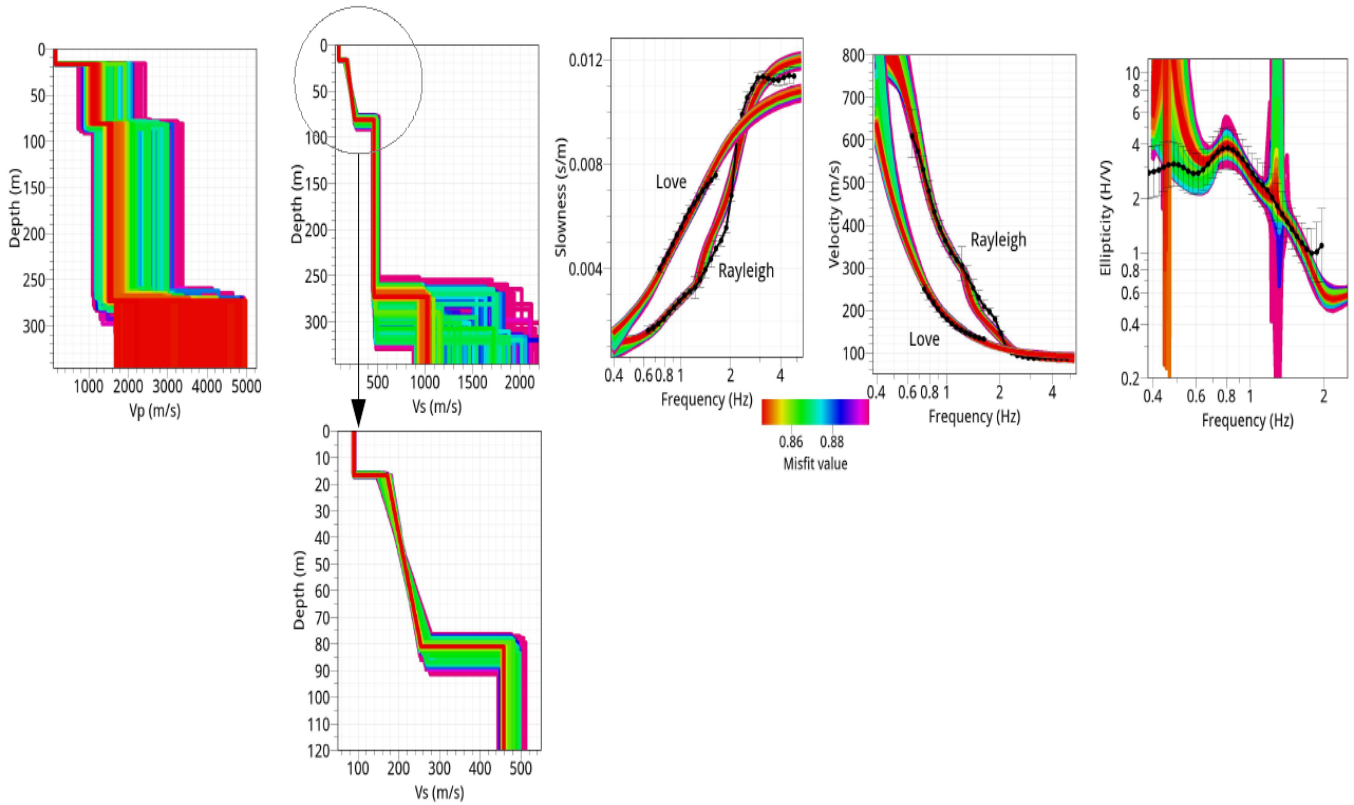 0
50
100
150
200
250
300
Depth (m)
1000 2000 3000 4000 5000
Vp (m/s)
0
50
100
150
200
250
300
Depth (m)
500 1000 1500 2000
Vs (m/s)
0.012
0.008
0.004
Slowness (s/m)
Love
Rayleigh
0.4 0.6 0.8 1 2 4
Frequency (Hz)
800
700
600
500
400
300
200
100
Velocity (m/s)
Rayleigh
Love
0.4 0.6 0.8 1 2 4
Frequency (Hz)
10
8
6
4
2
1
0.8
0.6
0.4
0.2
Ellipticity (H/V)
0.4 0.6 1 2
Frequency (Hz)
0.86 0.88
Misfit value
0
10
20
30
40
50
60
70
80
90
100
110
120
Depth (m)
100 200 300 400 500
Vs (m/s)